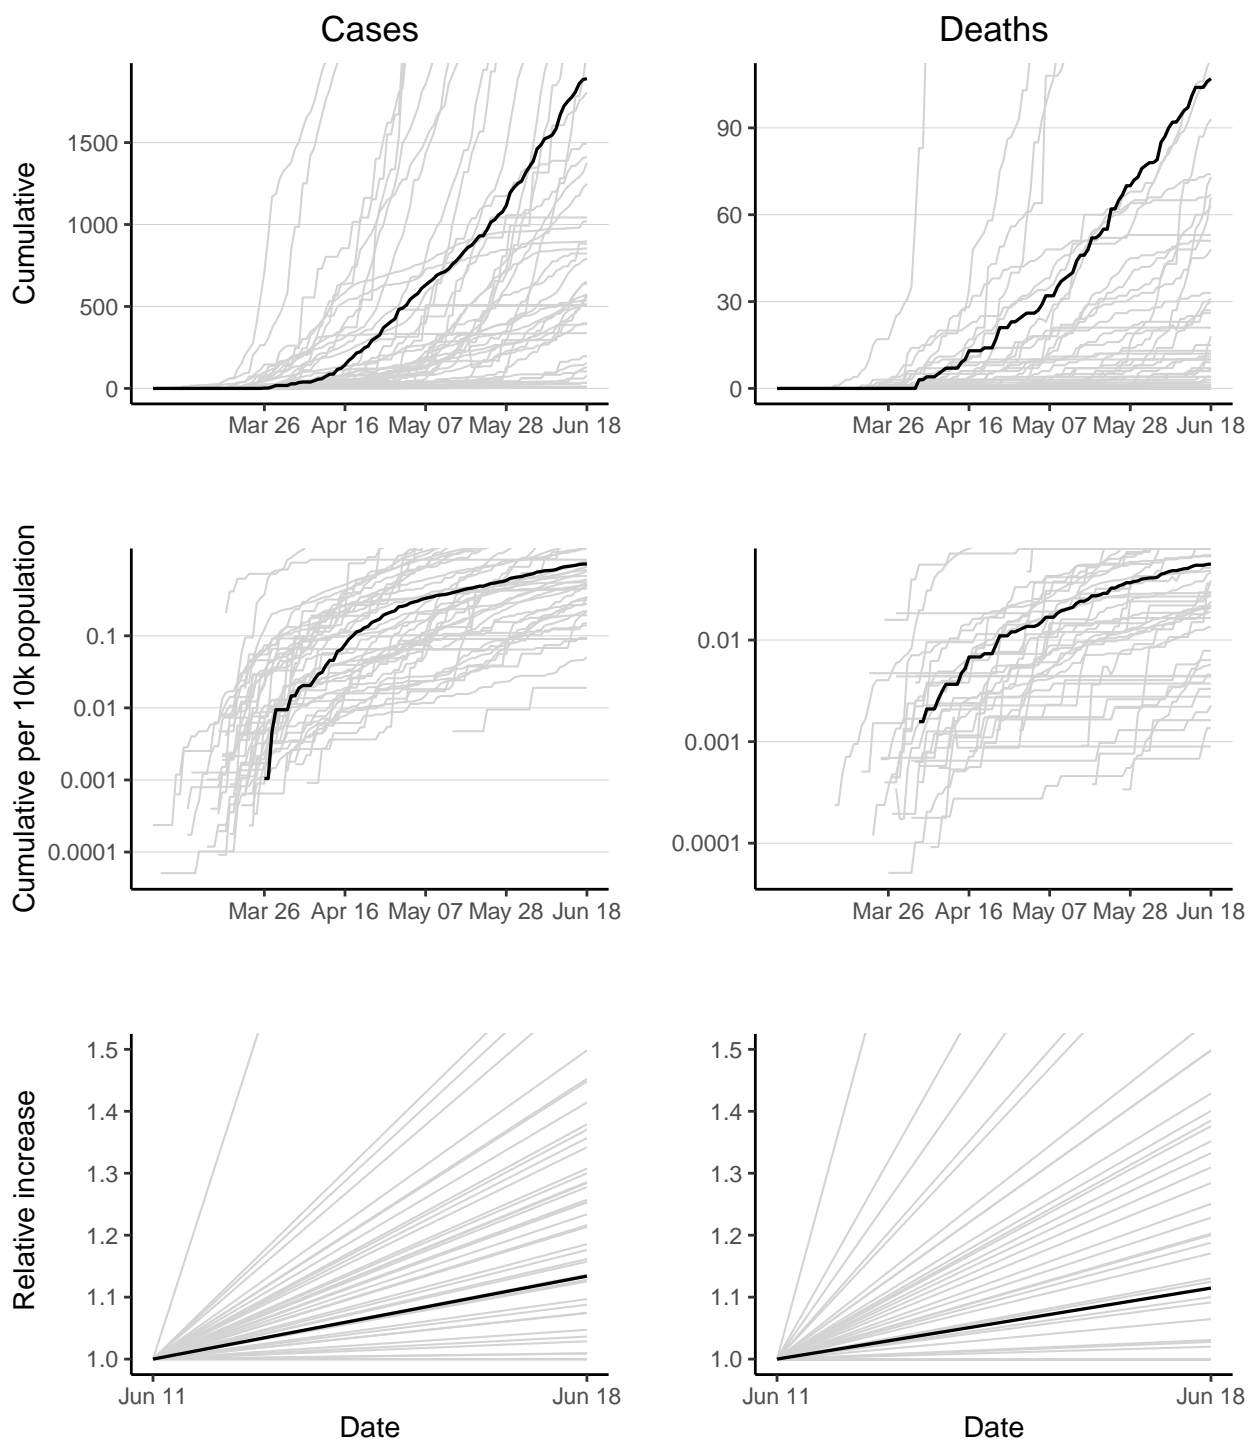 Cases
Deaths
Cumulative
1500
1000
500
0
Mar 26 Apr 16 May 07 May 28 Jun 18
90
60
30
0
Mar 26 Apr 16 May 07 May 28 Jun 18
Cumulative per 10k population
0.1
0.01
0.001
0.0001
Mar 26 Apr 16 May 07 May 28 Jun 18
0.01
0.001
0.0001
Mar 26 Apr 16 May 07 May 28 Jun 18
Relative increase
1.5
1.4
1.3
1.2
1.1
1.0
Jun 11 Jun 18
Date
1.5
1.4
1.3
1.2
1.1
1.0
Jun 11 Jun 18
Date